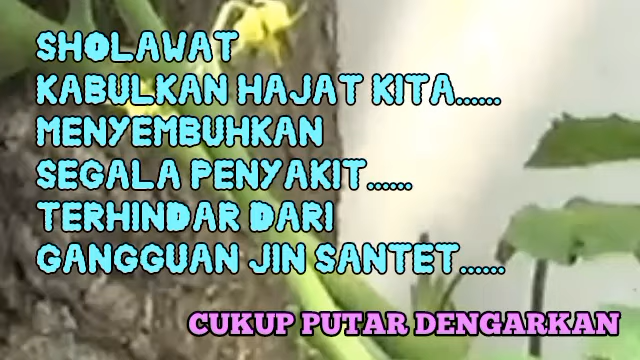 SHOLAWAT
KABULKAN HAJAT KITA......
MENYEMBUHKAN
SEGALA PENYAKIT......
TERHINDAR DARI
GANGGUAN JIN SANTET......
CUKUP PUTAR DENGARKAN